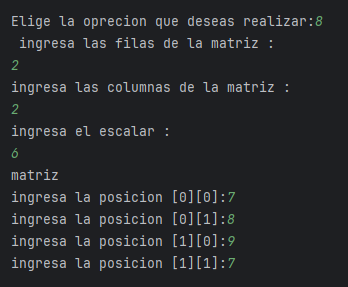 Elige la oprecion que deseas realizar:8
ingresa las filas de la matriz :
2
ingresa las columnas de la matriz :
2
ingresa el escalar :
6
matriz
ingresa la posicion [0][0]:7
ingresa la posicion [0][1]:8
ingresa la posicion [1][0]:9
ingresa la posicion [1][1]:7